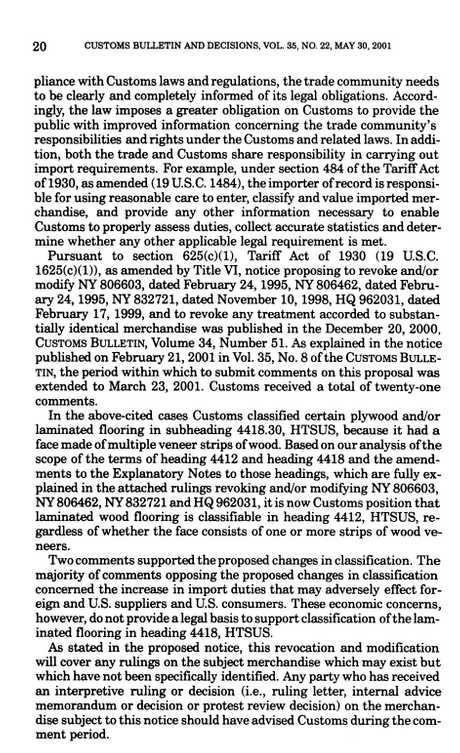 20 CUSTOMS BULLETIN AND DECISIONS, VOL. 35, NO. 22, MAY 30, 2001
pliance with Customs laws and regulations, the trade community needs
to be clearly and completely informed of its legal obligations. Accord-
ingly, the law imposes a greater obligation on Customs to provide the
public with improved information concerning the trade community's
responsibilities and rights under the Customs and related laws. In addi-
tion, both the trade and Customs share responsibility in carrying out
import requirements. For example, under section 484 of the Tariff Act
of 1930, as amended (19 U.S.C. 1484), the importer of record is responsi-
ble for using reasonable care to enter, classify and value imported mer-
chandise, and provide any other information necessary to enable
Customs to properly assess duties, collect accurate statistics and deter-
mine whether any other applicable legal requirement is met.
Pursuant to section 625(c)(1), Tariff Act of 1930 (19 U.S.C.
1625(c)(1)), as amended by Title VI, notice proposing to revoke and/or
modify NY 806603, dated February 24, 1995, NY 806462, dated Febru-
ary 24, 1995, NY 832721, dated November 10, 1998, HQ 962031, dated
February 17, 1999, and to revoke any treatment accorded to substan-
tially identical merchandise was published in the December 20, 2000,
CUSTOMS BULLETIN, Volume 34, Number 51. As explained in the notice
published on February 21, 2001 in Vol. 35, No. 8 of the CUSTOMS BULLE-
TIN, the period within which to submit comments on this proposal was
extended to March 23, 2001. Customs received a total of twenty-one
comments.
In the above-cited cases Customs classified certain plywood and/or
laminated flooring in subheading 4418.30, HTSUS, because it had a
face made of multiple veneer strips of wood. Based on our analysis of the
scope of the terms of heading 4412 and heading 4418 and the amend-
ments to the Explanatory Notes to those headings, which are fully ex-
plained in the attached rulings revoking and/or modifying NY 806603,
NY 806462, NY 832721 and HQ 962031, it is now Customs position that
laminated wood flooring is classifiable in heading 4412, HTSUS, re-
gardless of whether the face consists of one or more strips of wood ve-
neers.
Two comments supported the proposed changes in classification. The
majority of comments opposing the proposed changes in classification
concerned the increase in import duties that may adversely effect for-
eign and U.S. suppliers and U.S. consumers. These economic concerns,
however, do not provide a legal basis to support classification of the lam-
inated flooring in heading 4418, HTSUS.
As stated in the proposed notice, this revocation and modification
will cover any rulings on the subject merchandise which may exist but
which have not been specifically identified. Any party who has received
an interpretive ruling or decision (i.e., ruling letter, internal advice
memorandum or decision or protest review decision) on the merchan-
dise subject to this notice should have advised Customs during the com-
ment period.